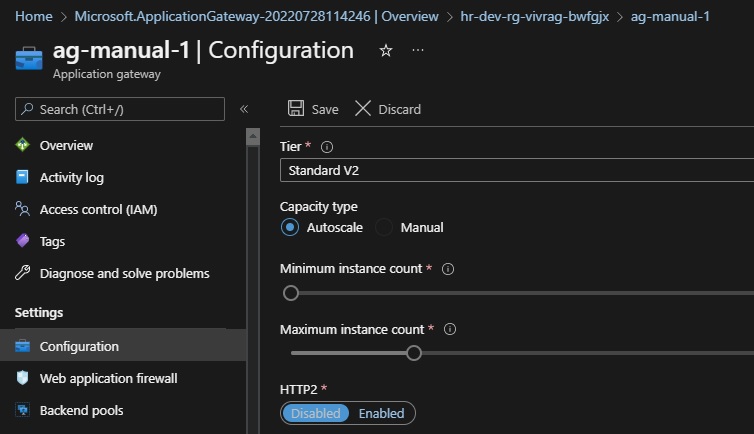 Home > Microsoft.ApplicationGateway-20220728114246 | Overview > hr-dev-rg-vivrag-bwfgjx > ag-manual-1
ag-manual-1 | Configuration
Application gateway
Search (Ctrl+/)
Overview
Activity log
Access control (IAM)
Tags
Diagnose and solve problems
Settings
Configuration
Web application firewall
Backend pools
Save
Discard
Tier *
Standard V2
Capacity type
Autoscale
Manual
Minimum instance count *
Maximum instance count *
HTTP2 *
Disabled
Enabled